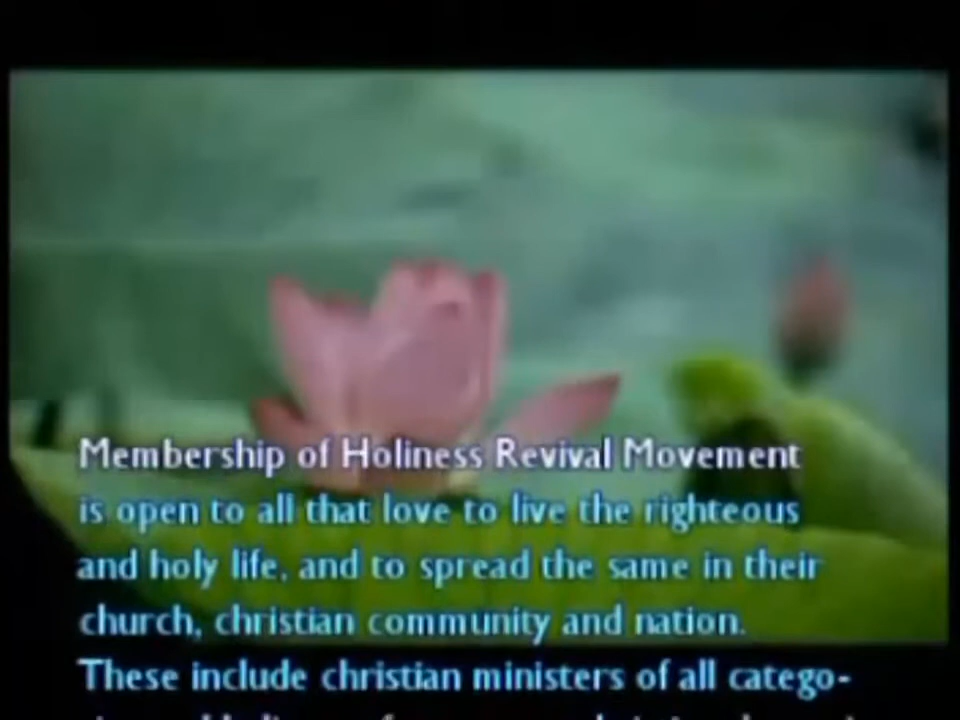 Membership of Holiness Revival Movement
is open to all that love to live the righteous
and holy life, and to spread the same in their
church, christian community and nation.
These include christian ministers of all catego-